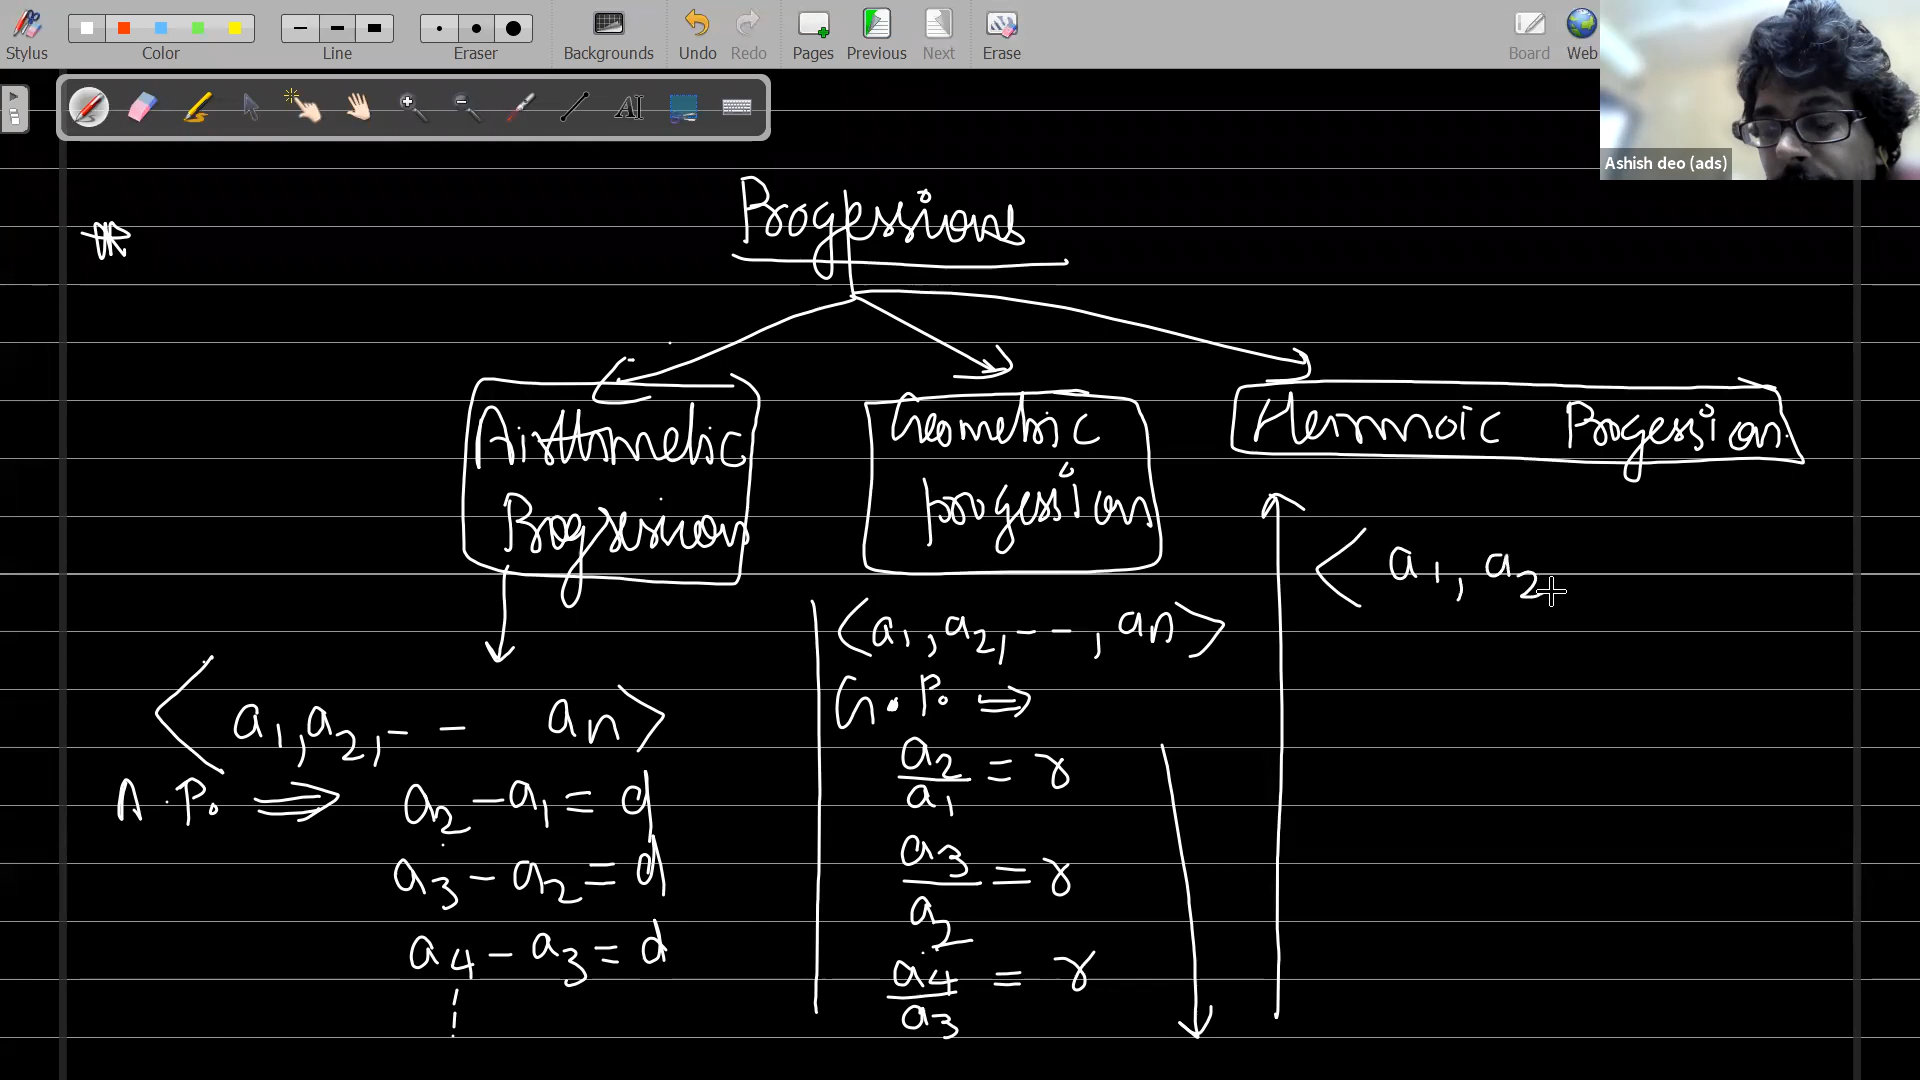 Stylus Color Line Eraser Backgrounds Undo Redo Pages Previous Next Erase Board Web
Ashish deo (ads)
Progessions
Airthmetic Progression
Geometric progession
Hermnoic Progession
< a1, a2,-- an >
A.P. ⇒ a2 - a1 = d
a3 - a2 = d
a4 - a3 = d
<a1, a2, ---, an>
G.P. ⇒
a2/a1 = r
a3/a2 = r
a4/a3 = r
< a1, a2